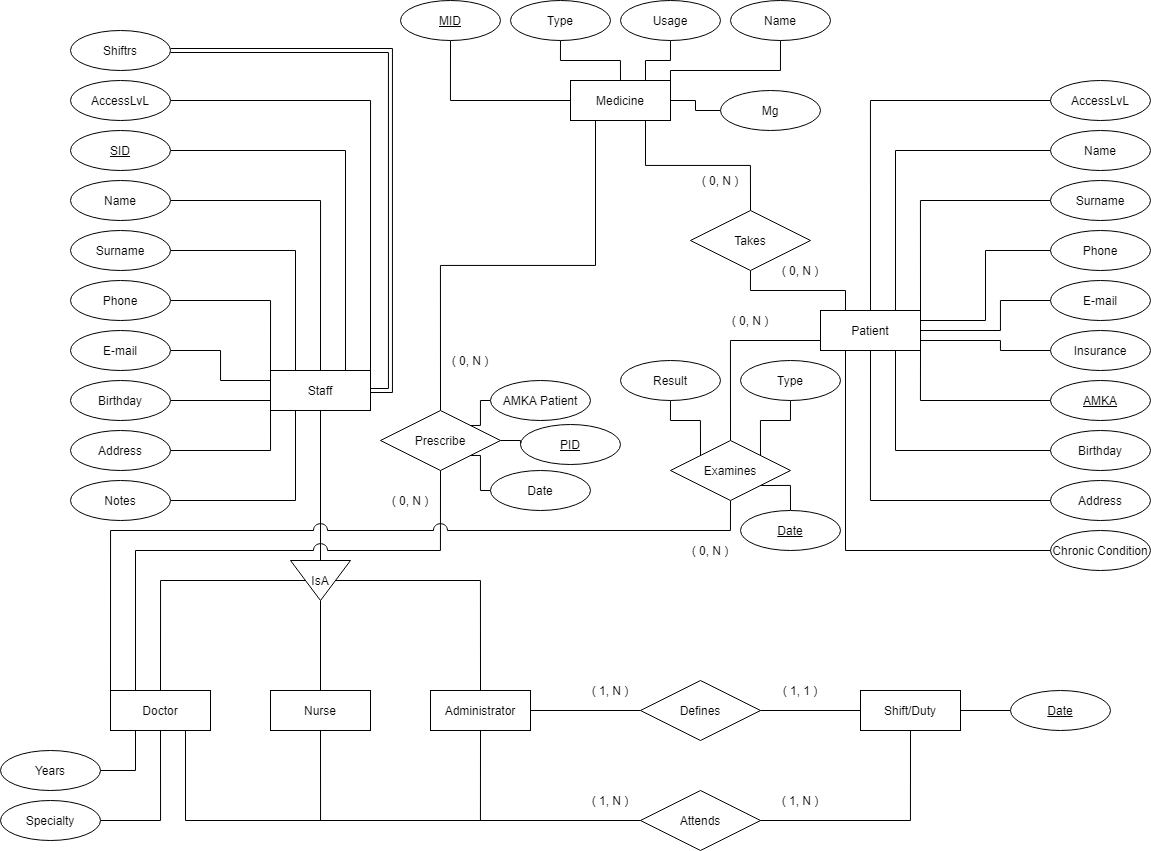 MID
Type
Usage
Name
Shiftrs
AccessLvL
Medicine
Mg
AccessLvL
SID
Name
( 0, N )
Name
Surname
Surname
Takes
Phone
( 0, N )
Phone
E-mail
( 0, N )
Patient
E-mail
Insurance
( 0, N )
Staff
Result
Type
Birthday
AMKA Patient
AMKA
Address
Prescribe
PID
Birthday
Examines
Notes
( 0, N )
Date
Address
Date
( 0, N )
Chronic Condition
IsA
( 1, N )
( 1, 1 )
Doctor
Nurse
Administrator
Defines
Shift/Duty
Date
Years
( 1, N )
( 1, N )
Specialty
Attends